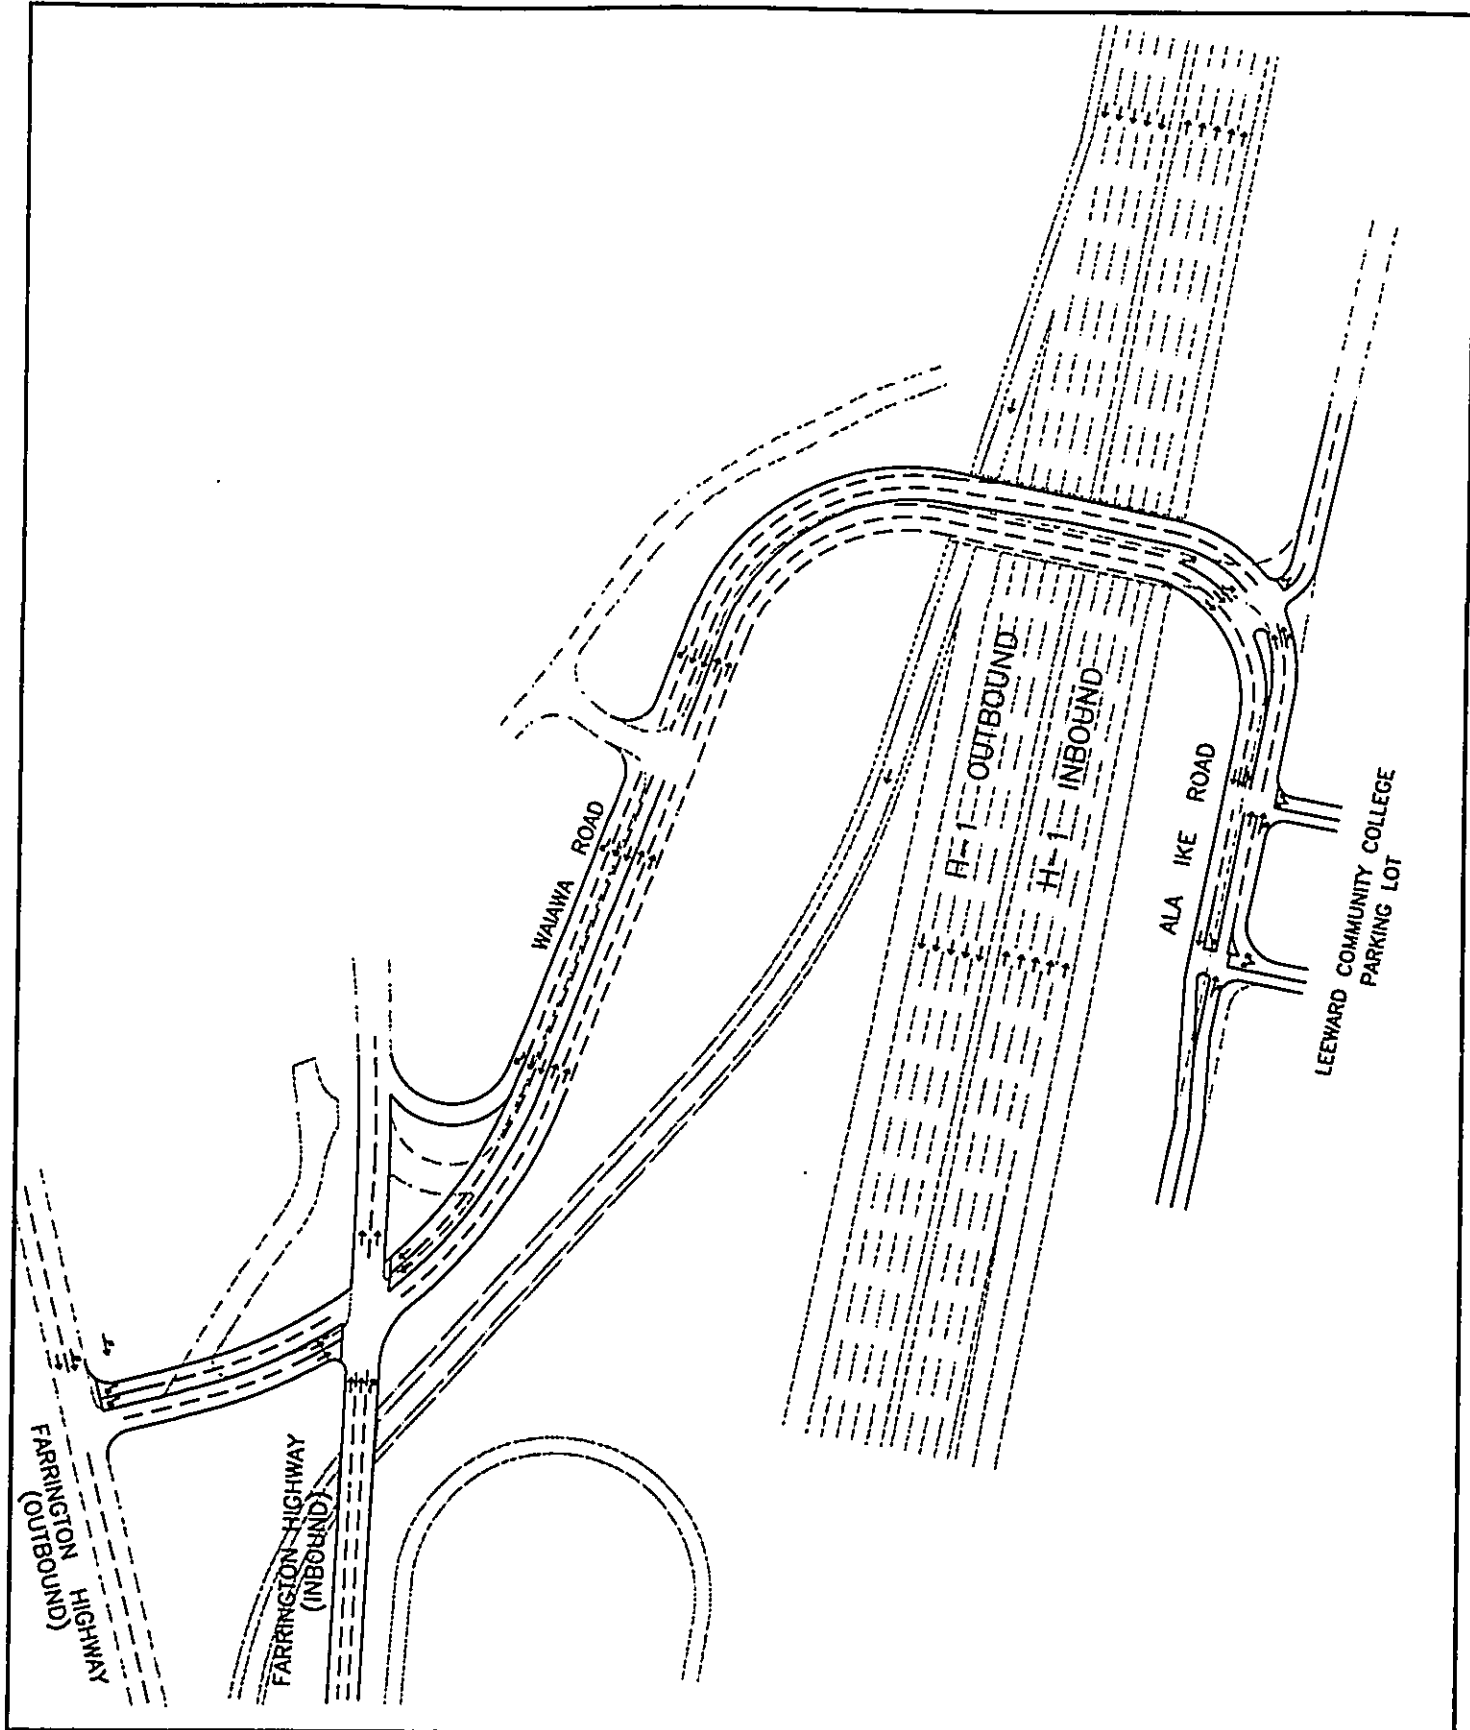 H-1 OUTBOUND
H-1 INBOUND
WAIAWA ROAD
ALA IKE ROAD
LEEWARD COMMUNITY COLLEGE
PARKING LOT
FARRINGTON HIGHWAY
(OUTBOUND)
FARRINGTON HIGHWAY
(INBOUND)